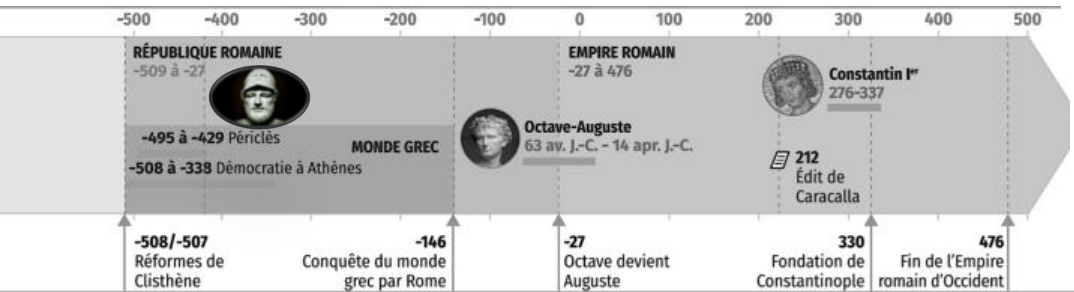 -500 -400 -300 -200 -100 0 100 200 300 400 500
RÉPUBLIQUE ROMAINE
-509 à -27
EMPIRE ROMAIN
-27 à 476
Constantin Iᵉʳ
276-337
-495 à -429 Périclès
MONDE GREC
-508 à -338 Démocratie à Athènes
Octave-Auguste
63 av. J.-C. - 14 apr. J.-C.
212
Édit de
Caracalla
-508/-507
Réformes de
Clisthène
-146
Conquête du monde
grec par Rome
-27
Octave devient
Auguste
330
Fondation de
Constantinople
476
Fin de l'Empire
romain d'Occident